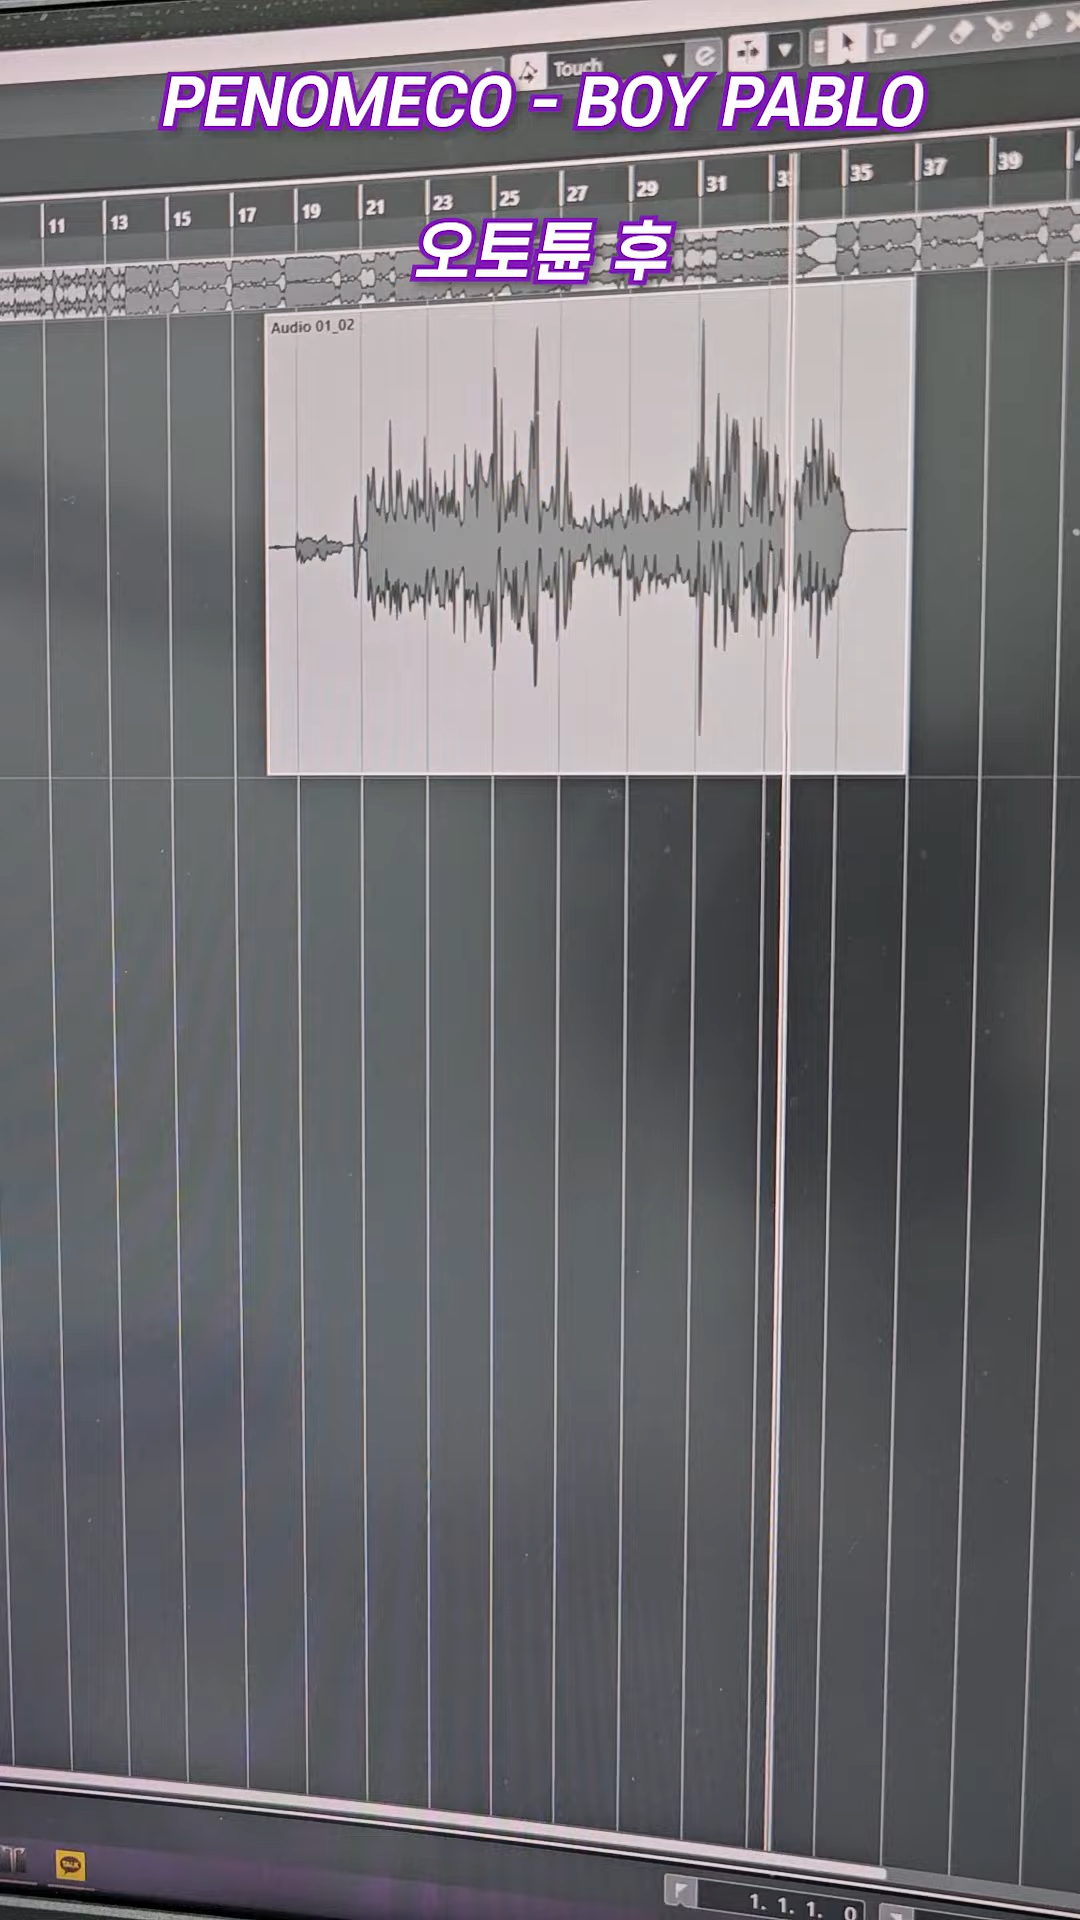 Touch
PENOMECO - BOY PABLO
11 13 15 17 19 21 23 25 27 29 31 35 37 39
오토튠 후
Audio 01_02
TALK
1. 1. 1. 0